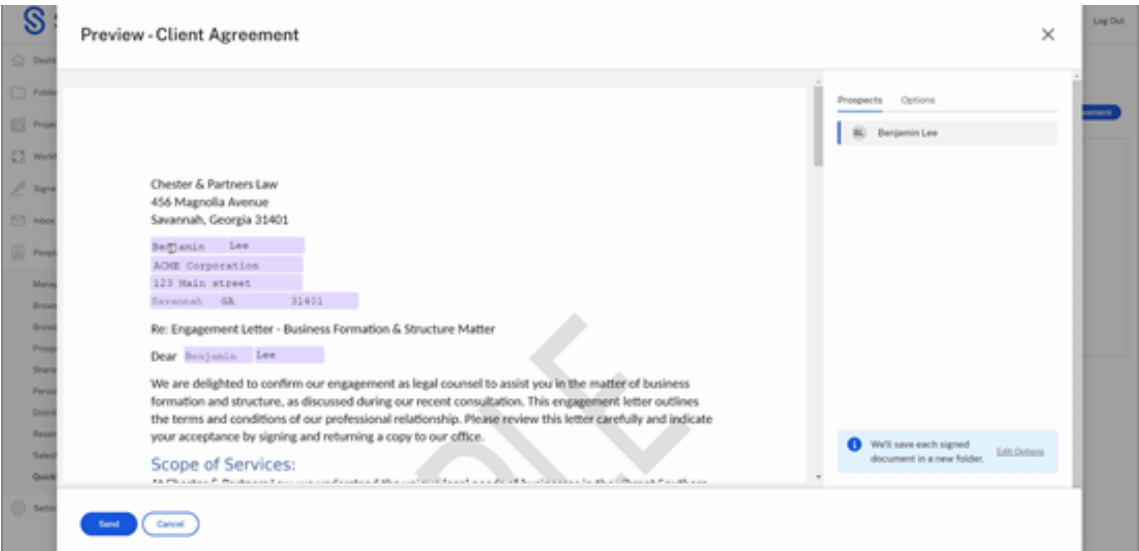 S
Log Out
Preview - Client Agreement
Prospects Options
BL Benjamin Lee
Chester & Partners Law
456 Magnolia Avenue
Savannah, Georgia 31401
Benjamin Lee
ACME Corporation
123 Main street
Savannah GA 31401
Re: Engagement Letter - Business Formation & Structure Matter
Dear Benjamin Lee
We are delighted to confirm our engagement as legal counsel to assist you in the matter of business
formation and structure, as discussed during our recent consultation. This engagement letter outlines
the terms and conditions of our professional relationship. Please review this letter carefully and indicate
your acceptance by signing and returning a copy to our office.
Scope of Services:
We'll save each signed
document in a new folder.
Edit Options
Send Cancel
Inbox
Quick